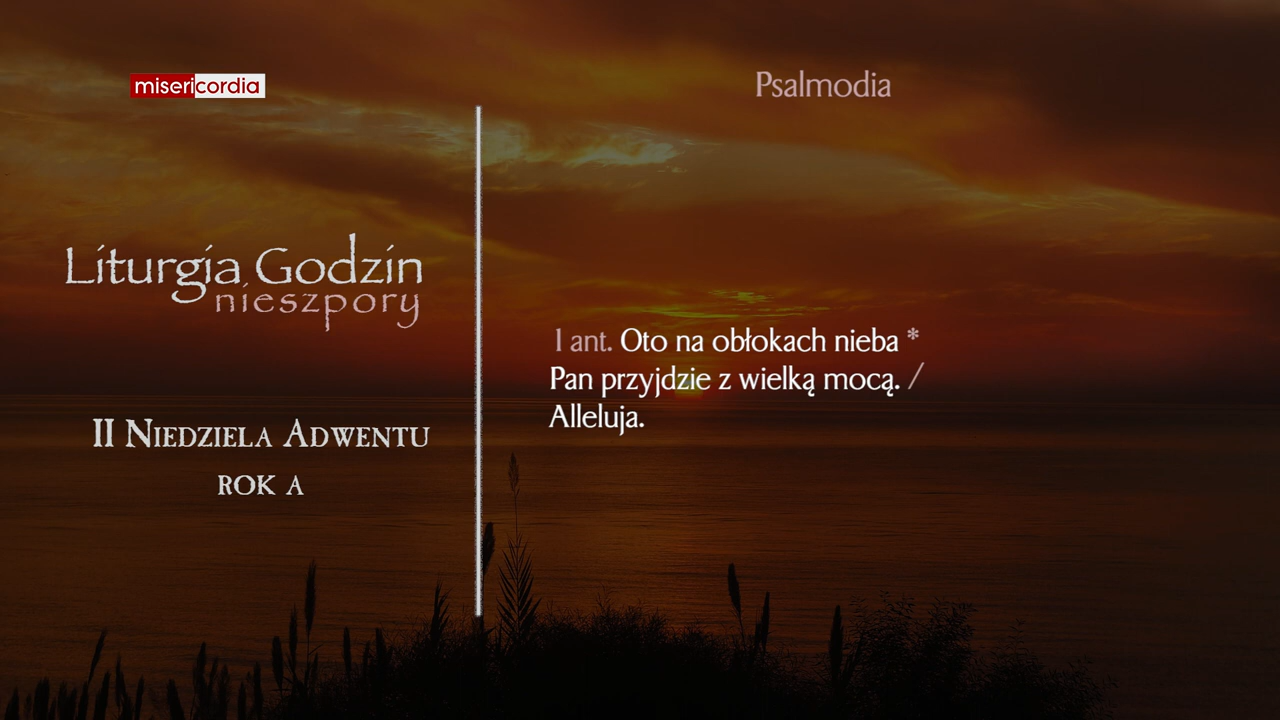 misericordia
Psalmodia
Liturgia Godzin
nieszpory
1 ant. Oto na obłokach nieba *
Pan przyjdzie z wielką mocą. /
Alleluja.
II Niedziela Adwentu
rok A